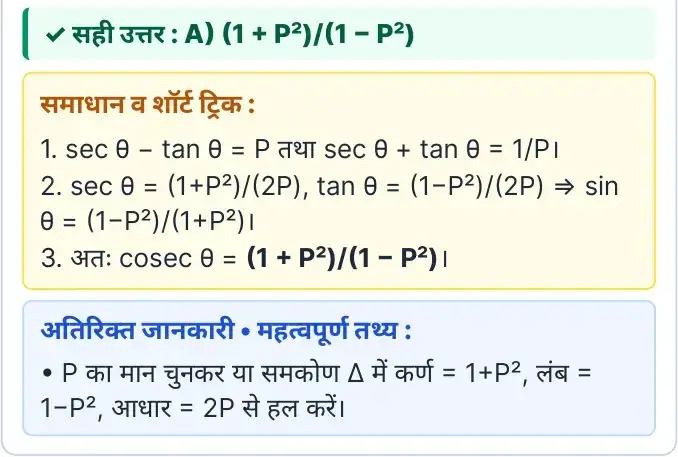 ✓ सही उत्तर : A) (1 + P²)/(1 − P²)
समाधान व शॉर्ट ट्रिक :
1. sec θ − tan θ = P तथा sec θ + tan θ = 1/P।
2. sec θ = (1+P²)/(2P), tan θ = (1−P²)/(2P) ⇒ sin
θ = (1−P²)/(1+P²)।
3. अतः cosec θ = (1 + P²)/(1 − P²)।
अतिरिक्त जानकारी • महत्वपूर्ण तथ्य :
• P का मान चुनकर या समकोण Δ में कर्ण = 1+P², लंब =
1−P², आधार = 2P से हल करें।